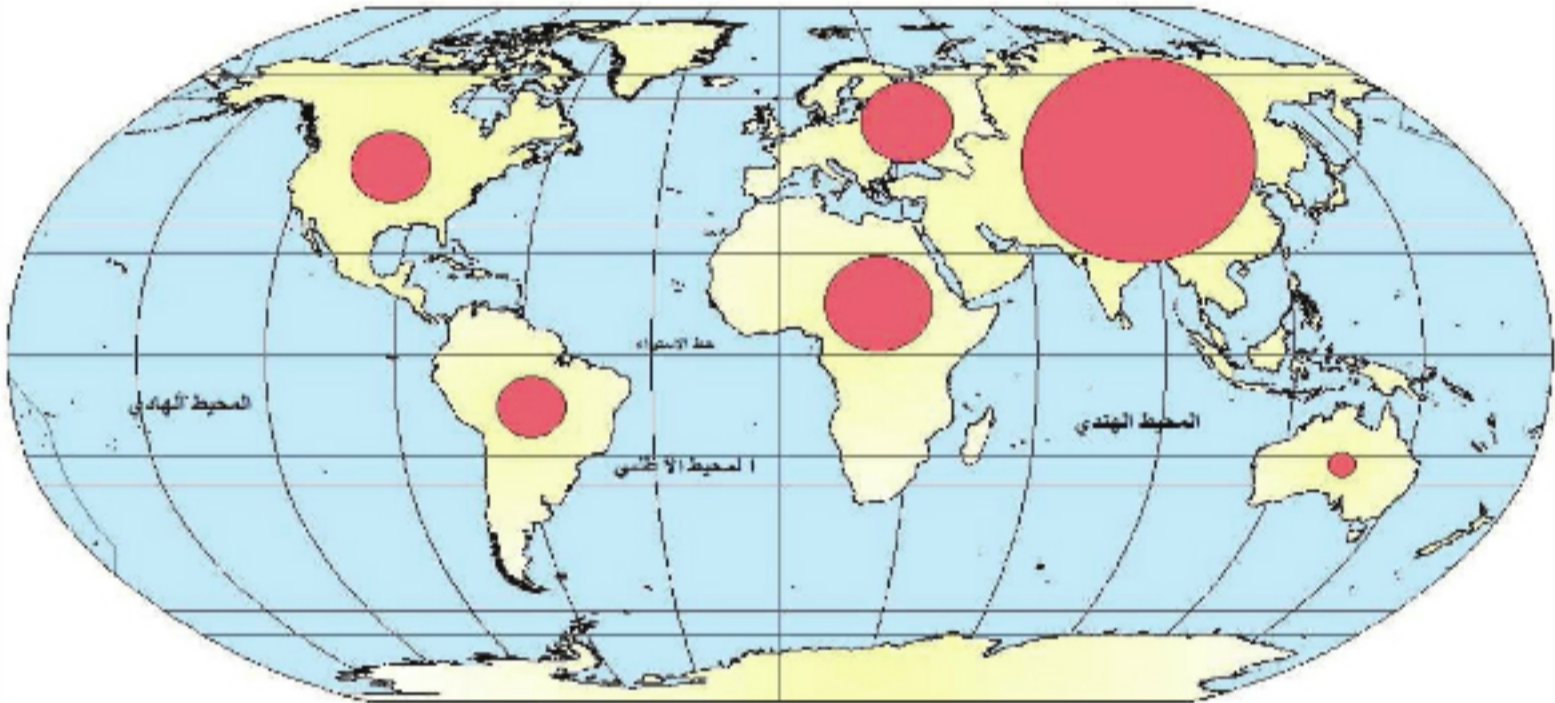 خط الاستواء
المحيط الهادي
المحيط الهندي
المحيط الأطلسي